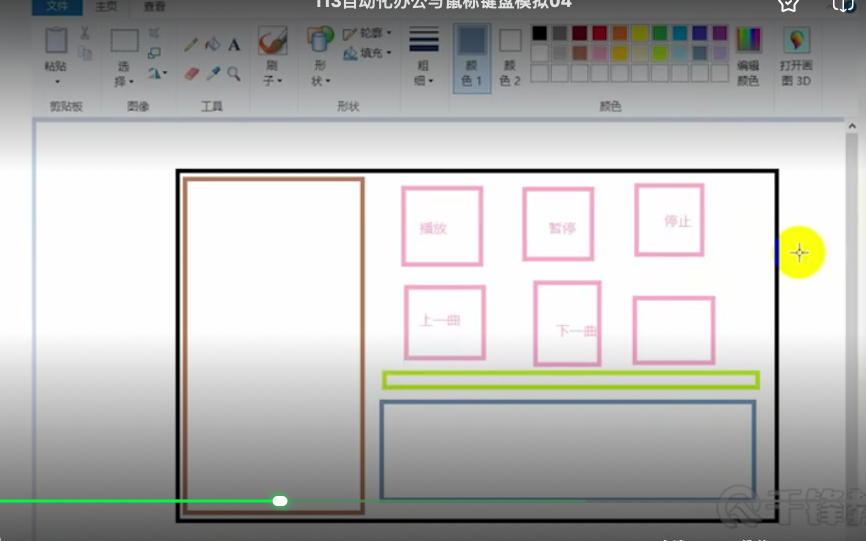 113自动化办公与鼠标键盘模拟04
文件 主页 查看
粘贴 选择 A 刷子 形状 轮廓 填充 粗细 颜色 1 颜色 2 编辑颜色 打开画图 3D
剪贴板 图像 工具 形状 颜色
播放 暂停 停止
上一曲 下一曲
千锋教